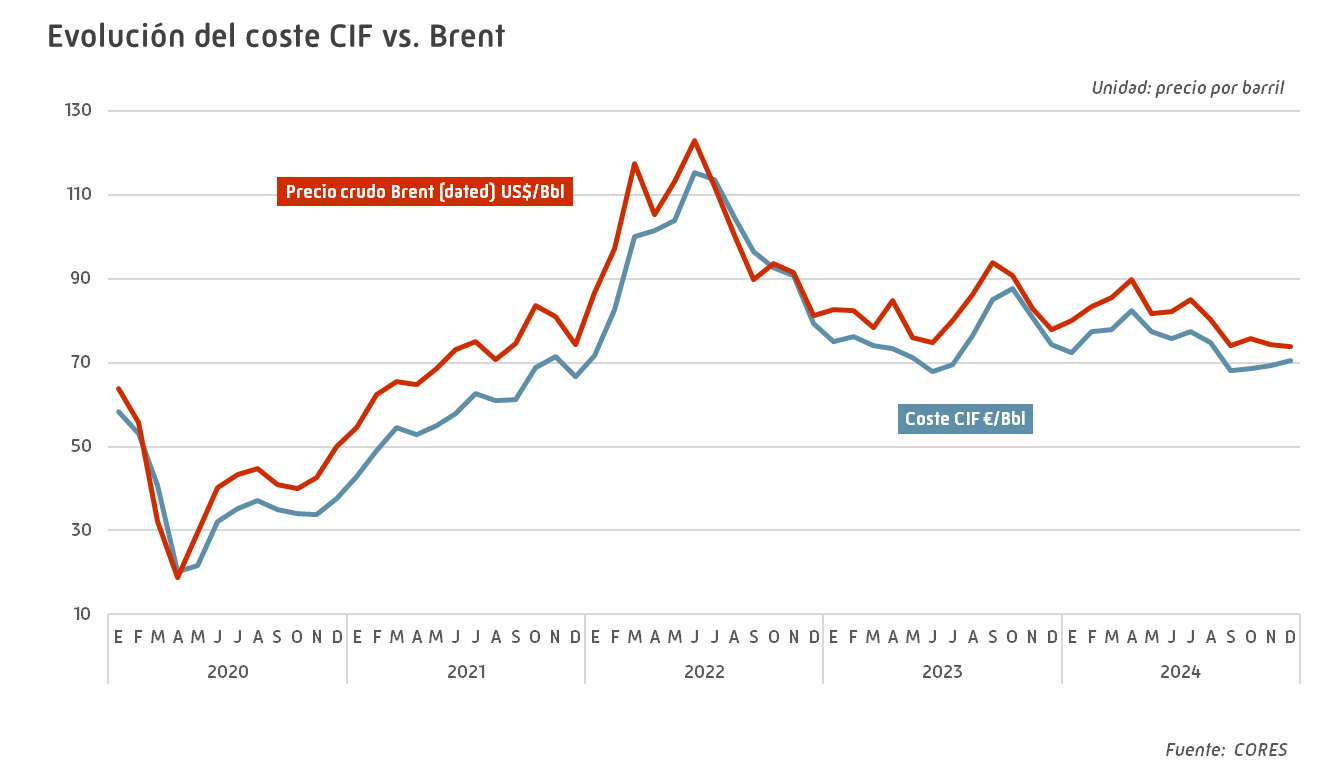 Evolución del coste CIF vs. Brent
Unidad: precio por barril
130
110
90
70
50
30
10
Precio crudo Brent (dated) US$/Bbl
Coste CIF €/Bbl
E F M A M J J A S O N D E F M A M J J A S O N D E F M A M J J A S O N D E F M A M J J A S O N D E F M A M J J A S O N D
2020 2021 2022 2023 2024
Fuente: CORES